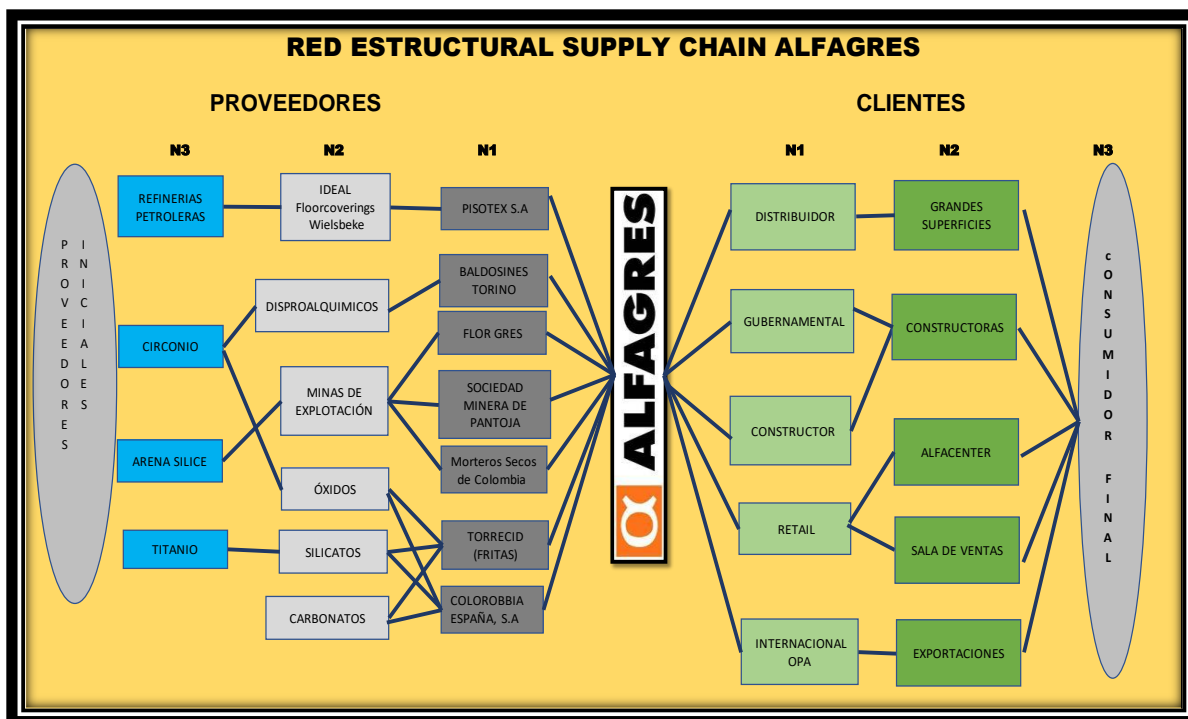 RED ESTRUCTURAL SUPPLY CHAIN ALFAGRES
PROVEEDORES
CLIENTES
N3
N2
N1
N1
N2
N3
PROVEDORES
INICIALES
REFINERIAS
PETROLERAS
CIRCONIO
ARENA SILICE
TITANIO
IDEAL
Floorcoverings
Wielsbeke
DISPROALQUIMICOS
MINAS DE
EXPLOTACIÓN
ÓXIDOS
SILICATOS
CARBONATOS
PISOTEX S.A
BALDOSINES
TORINO
FLOR GRES
SOCIEDAD
MINERA DE
PANTOJA
Morteros Secos
de Colombia
TORRECID
(FRITAS)
COLOROBBIA
ESPAÑA, S.A
ALFAGRES
DISTRIBUIDOR
GUBERNAMENTAL
CONSTRUCTOR
RETAIL
INTERNACIONAL
OPA
GRANDES
SUPERFICIES
CONSTRUCTORAS
ALFACENTER
SALA DE VENTAS
EXPORTACIONES
cONSUMIDOR FINAL